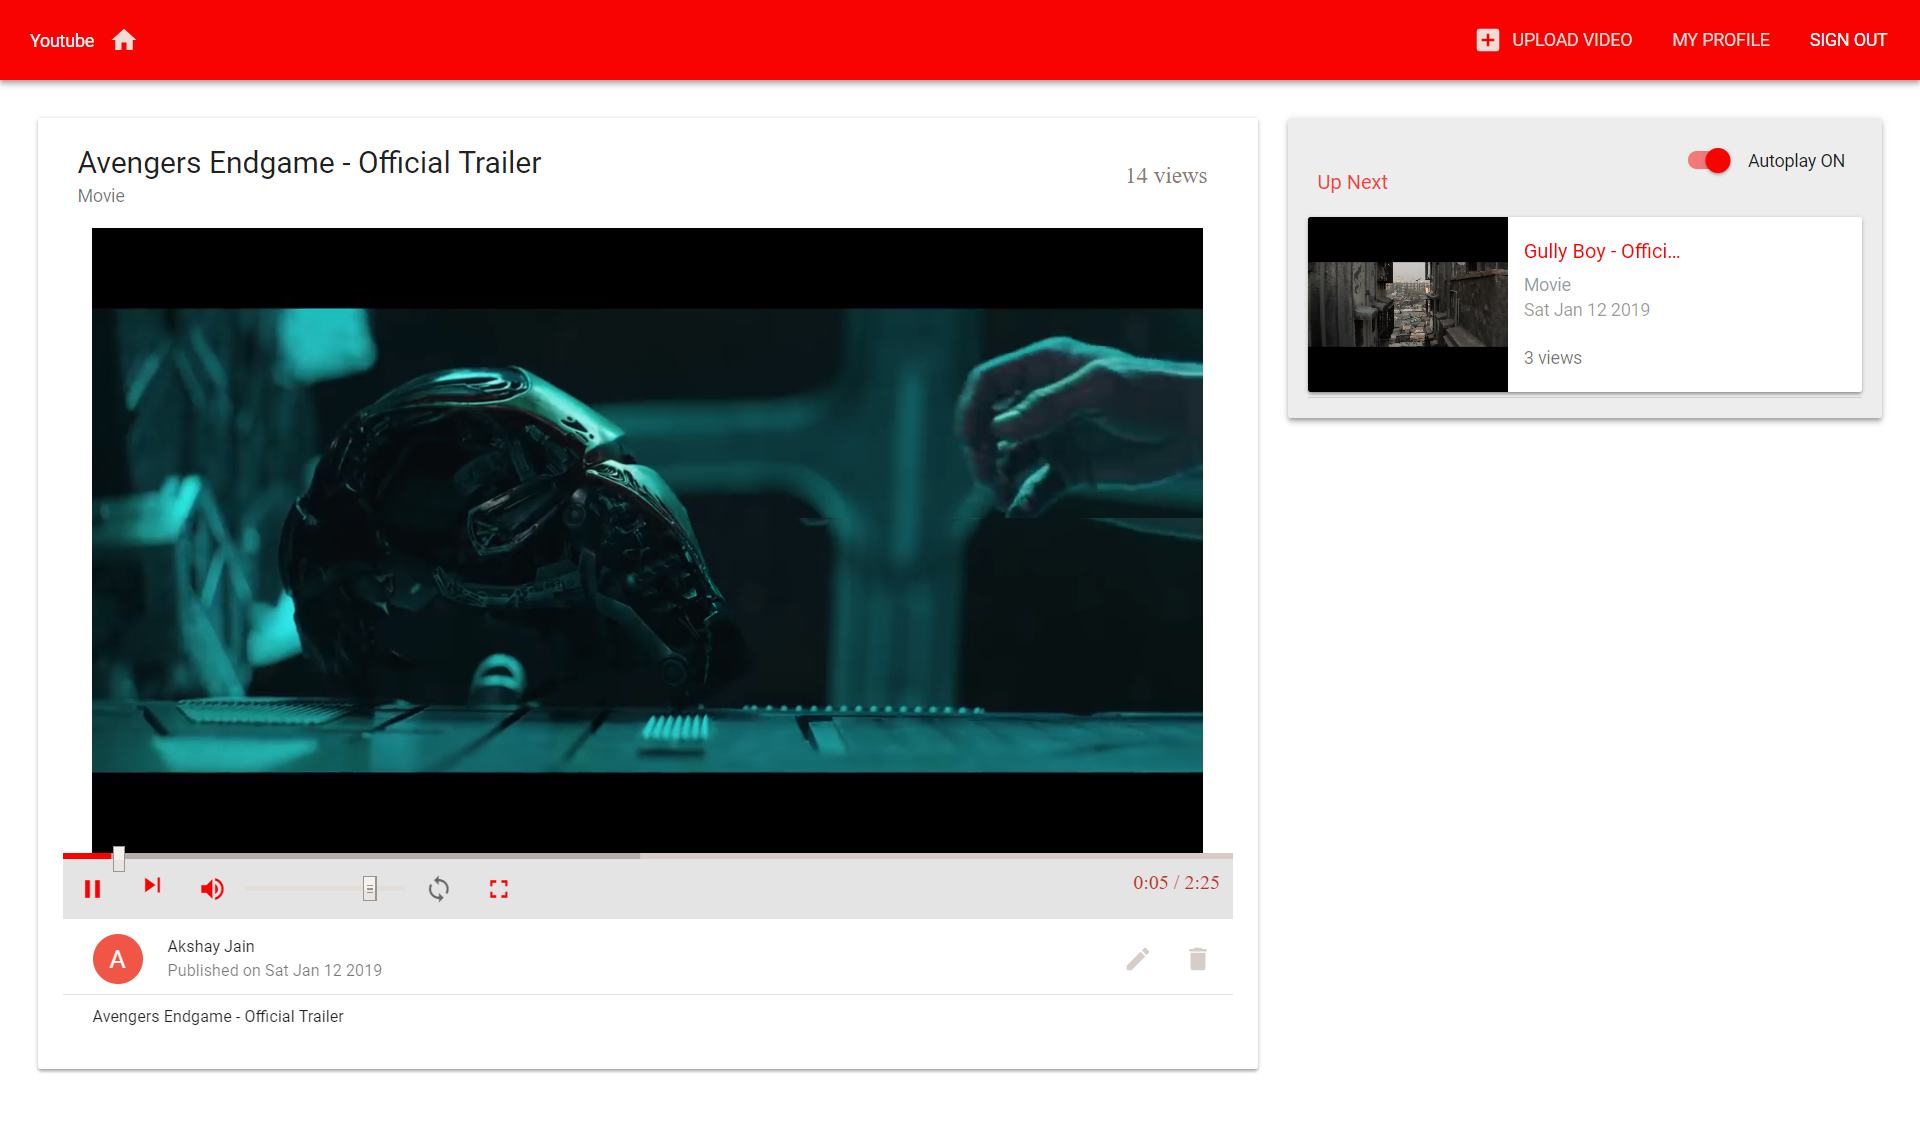 Youtube
UPLOAD VIDEO
MY PROFILE
SIGN OUT
Avengers Endgame - Official Trailer
Movie
14 views
0:05 / 2:25
A
Akshay Jain
Published on Sat Jan 12 2019
Avengers Endgame - Official Trailer
Autoplay ON
Up Next
Gully Boy - Offici...
Movie
Sat Jan 12 2019
3 views